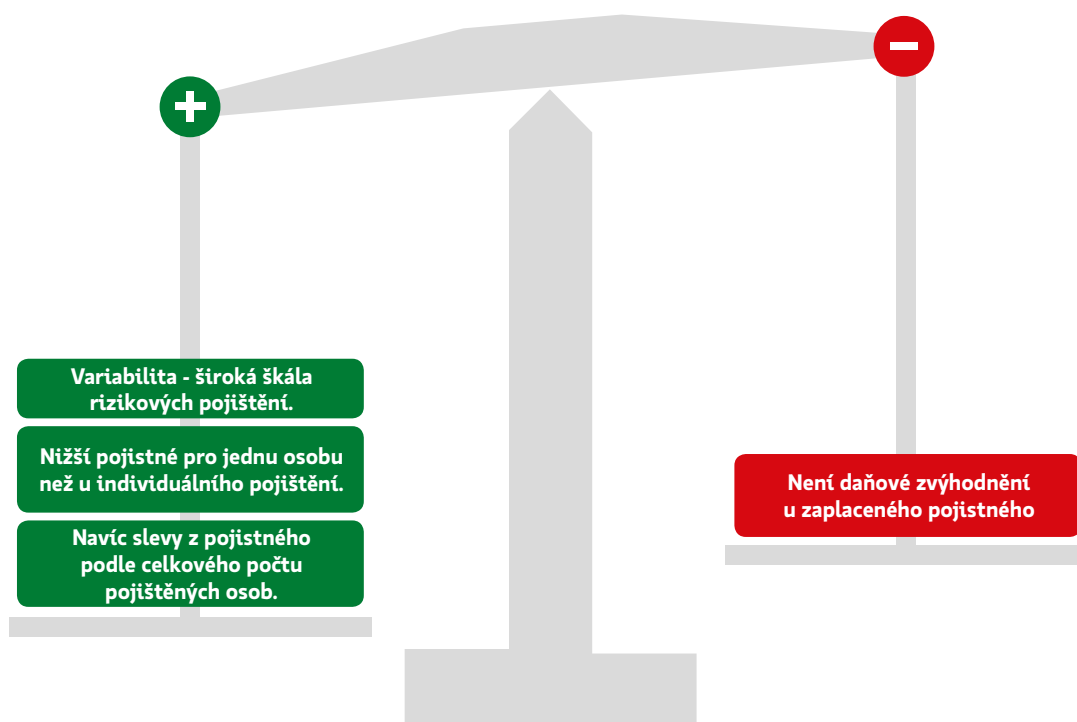 Variabilita - široká škála
rizikových pojištění.
Nižší pojistné pro jednu osobu
než u individuálního pojištění.
Navíc slevy z pojistného
podle celkového počtu
pojištěných osob.
Není daňové zvýhodnění
u zaplaceného pojistného